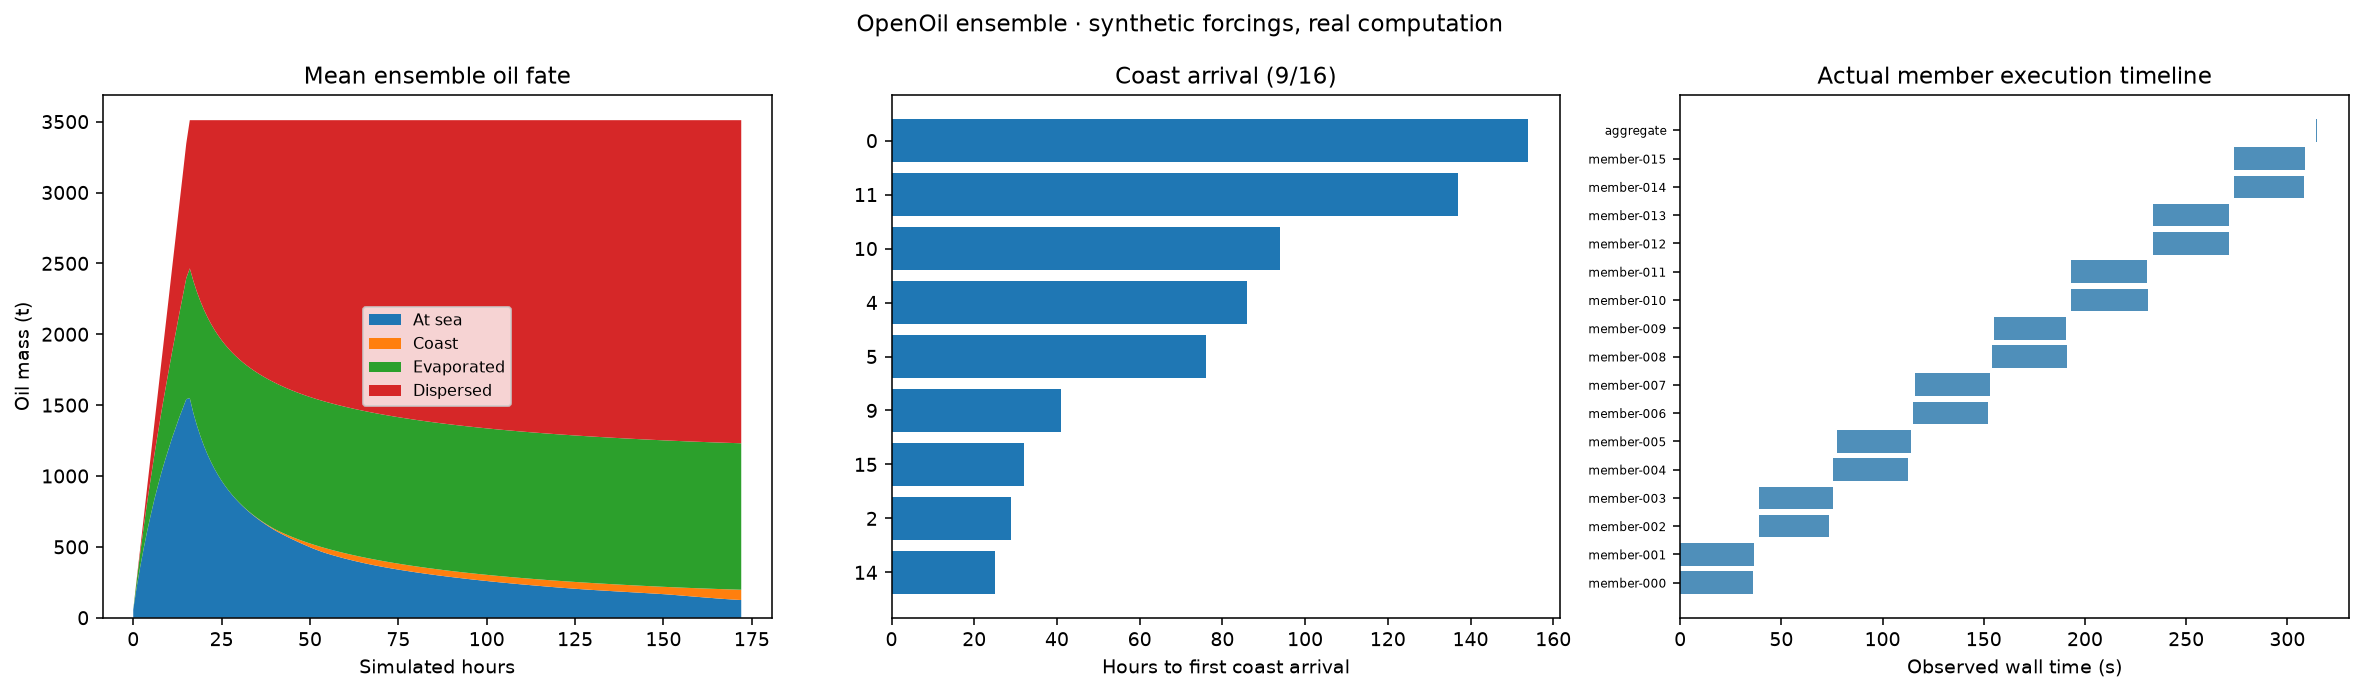 OpenOil ensemble · synthetic forcings, real computation
Mean ensemble oil fate
3500
3000
2500
2000
1500
1000
500
0
Oil mass (t)
At sea
Coast
Evaporated
Dispersed
0 25 50 75 100 125 150 175
Simulated hours
Coast arrival (9/16)
0
11
10
4
5
9
15
2
14
0 20 40 60 80 100 120 140 160
Hours to first coast arrival
Actual member execution timeline
aggregate
member-015
member-014
member-013
member-012
member-011
member-010
member-009
member-008
member-007
member-006
member-005
member-004
member-003
member-002
member-001
member-000
0 50 100 150 200 250 300
Observed wall time (s)